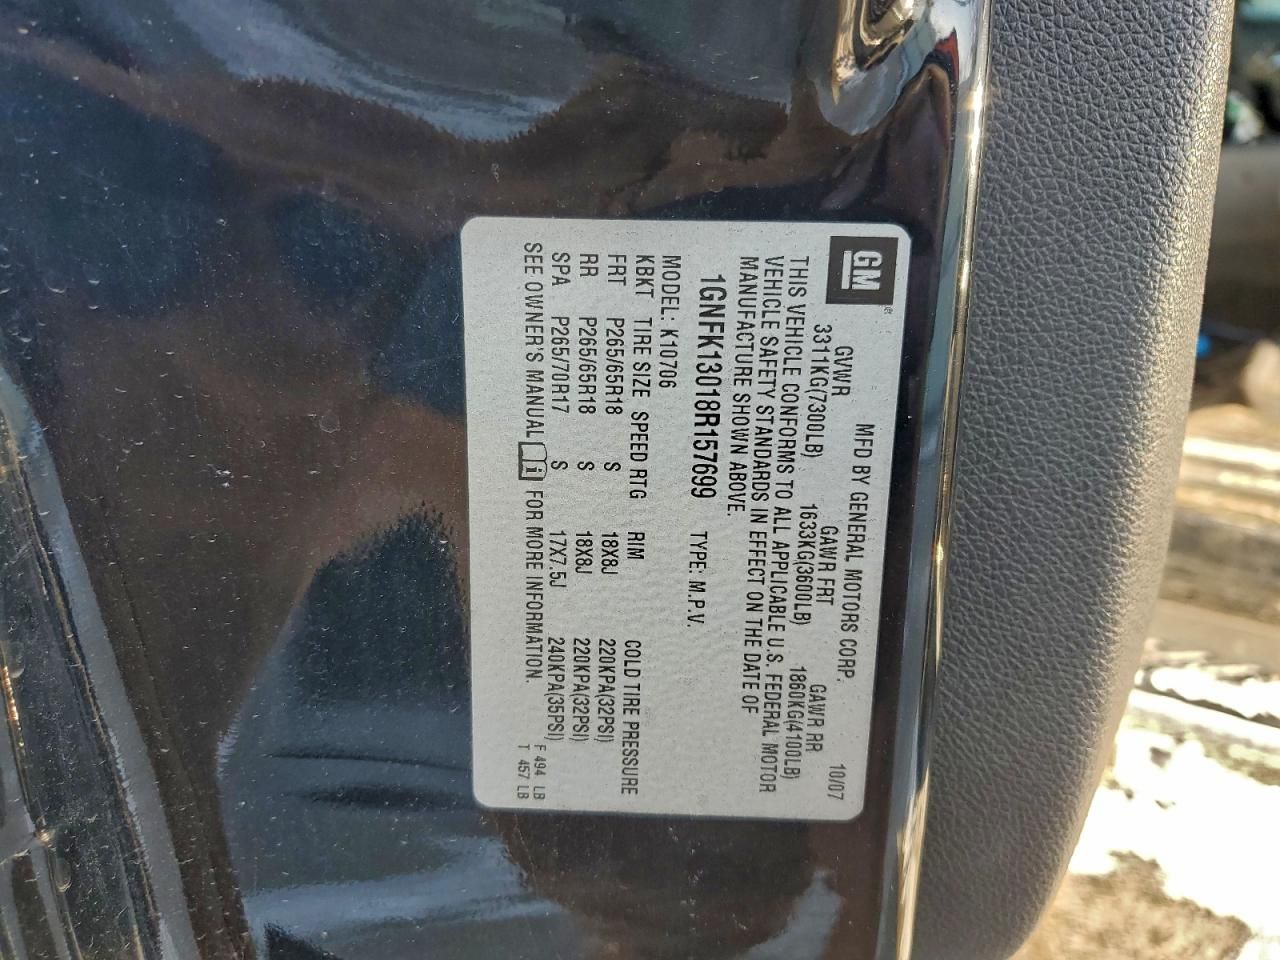 GM
MFD BY GENERAL MOTORS CORP.
10/07
GVWR GAWR FRT GAWR RR
3311KG(7300LB) 1633KG(3600LB) 1860KG(4100LB)
THIS VEHICLE CONFORMS TO ALL APPLICABLE U.S. FEDERAL MOTOR
VEHICLE SAFETY STANDARDS IN EFFECT ON THE DATE OF
MANUFACTURE SHOWN ABOVE.
1GNFK13018R157699 TYPE: M.P.V.
MODEL: K10706
KBKT TIRE SIZE SPEED RTG RIM COLD TIRE PRESSURE
FRT P265/65R18 S 18X8J 220KPA(32PSI)
RR P265/65R18 S 18X8J 220KPA(32PSI)
SPA P265/70R17 S 17X7.5J 240KPA(35PSI)
SEE OWNER'S MANUAL i FOR MORE INFORMATION.
F 494 LB
T 457 LB